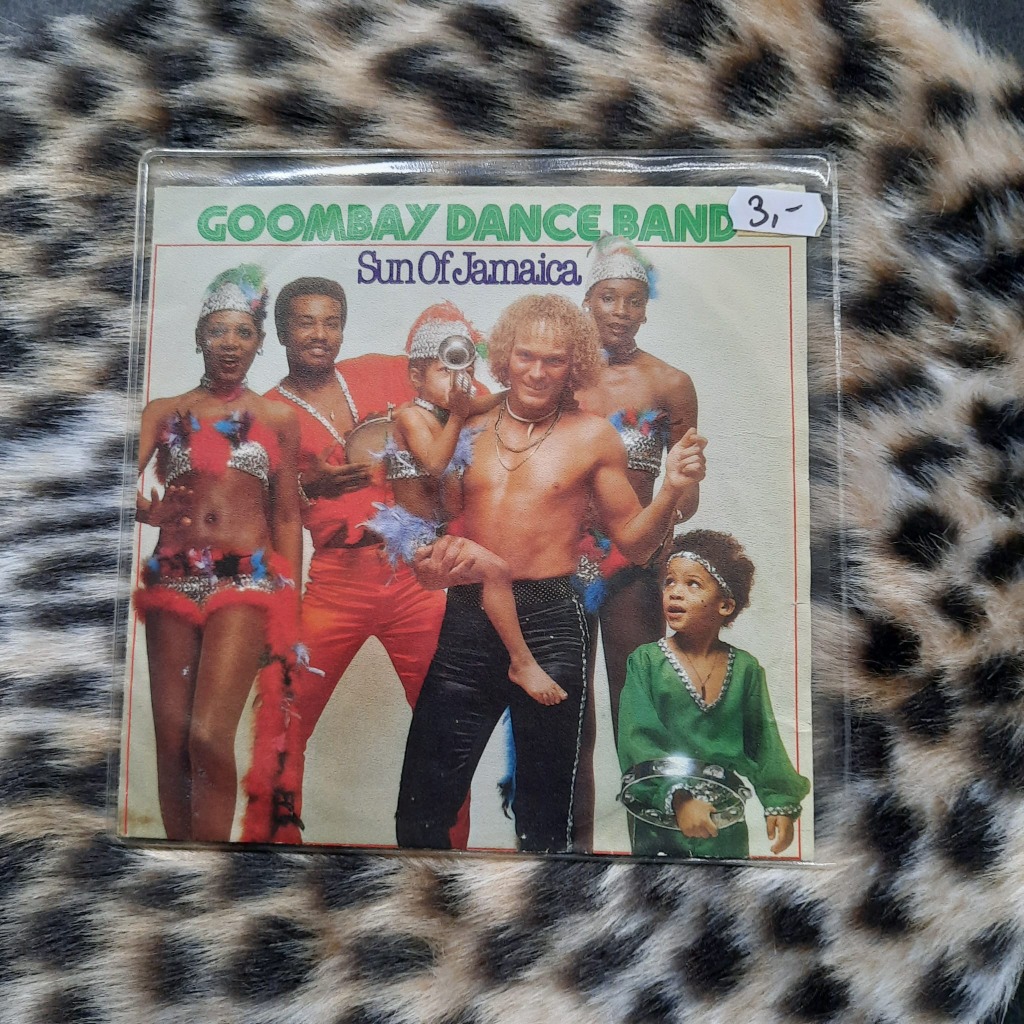 GOOMBAY DANCE BAND
3,-
Sun Of Jamaica